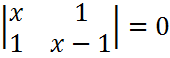 |x 1|
|1 x − 1| = 0